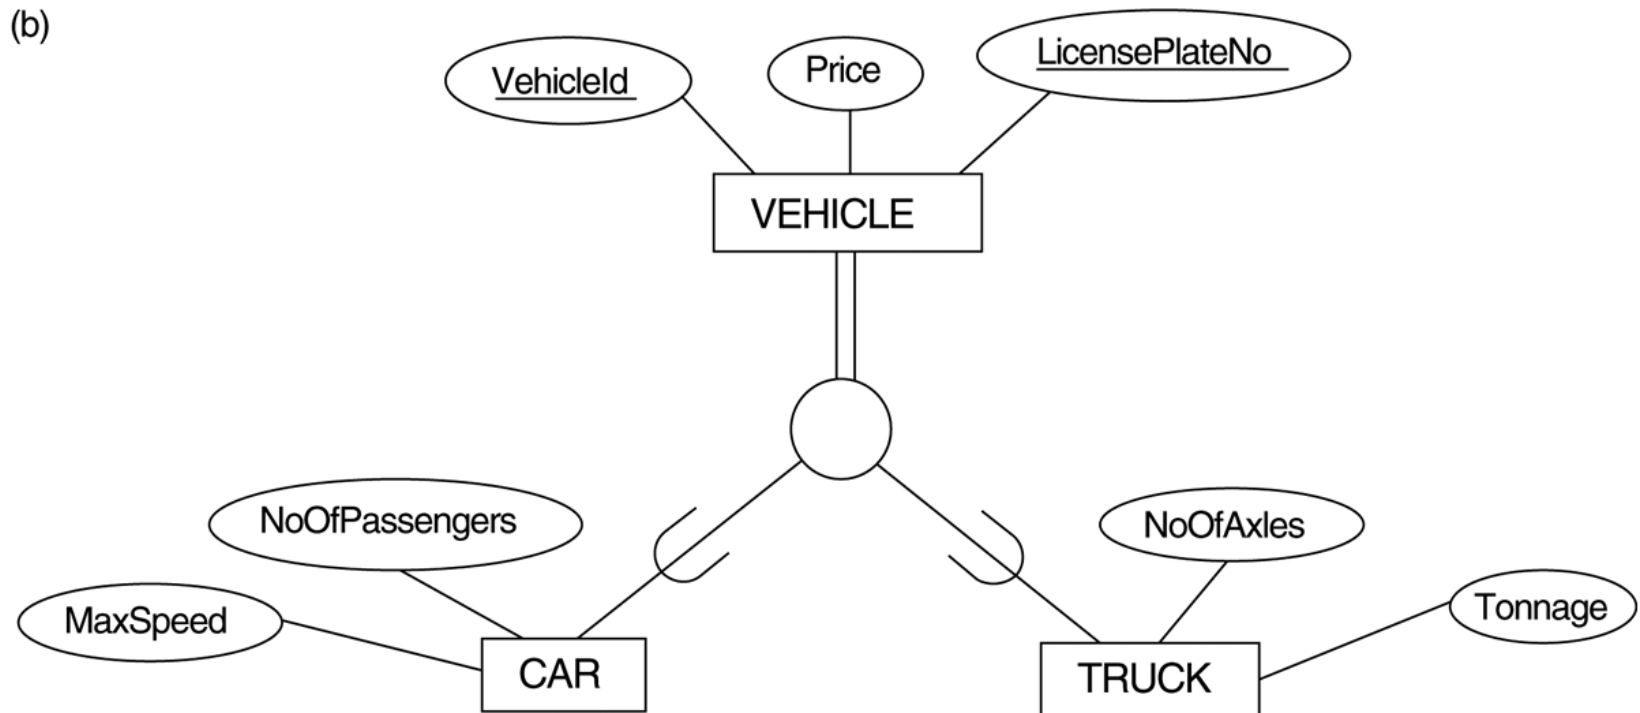 (b)
VehicleId
Price
LicensePlateNo
VEHICLE
NoOfPassengers
MaxSpeed
CAR
NoOfAxles
Tonnage
TRUCK